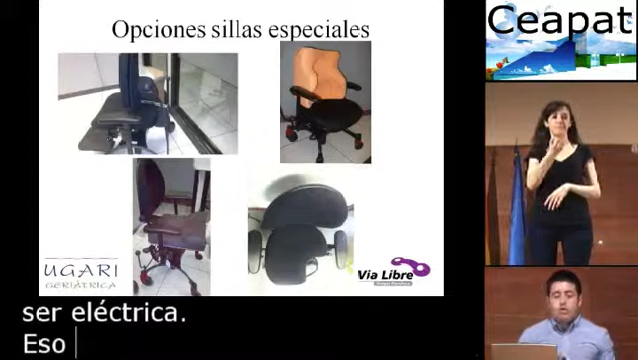 Opciones sillas especiales
Ceapat
UGARI
GERIÁTRICA
Via Libre
ser eléctrica.
Eso